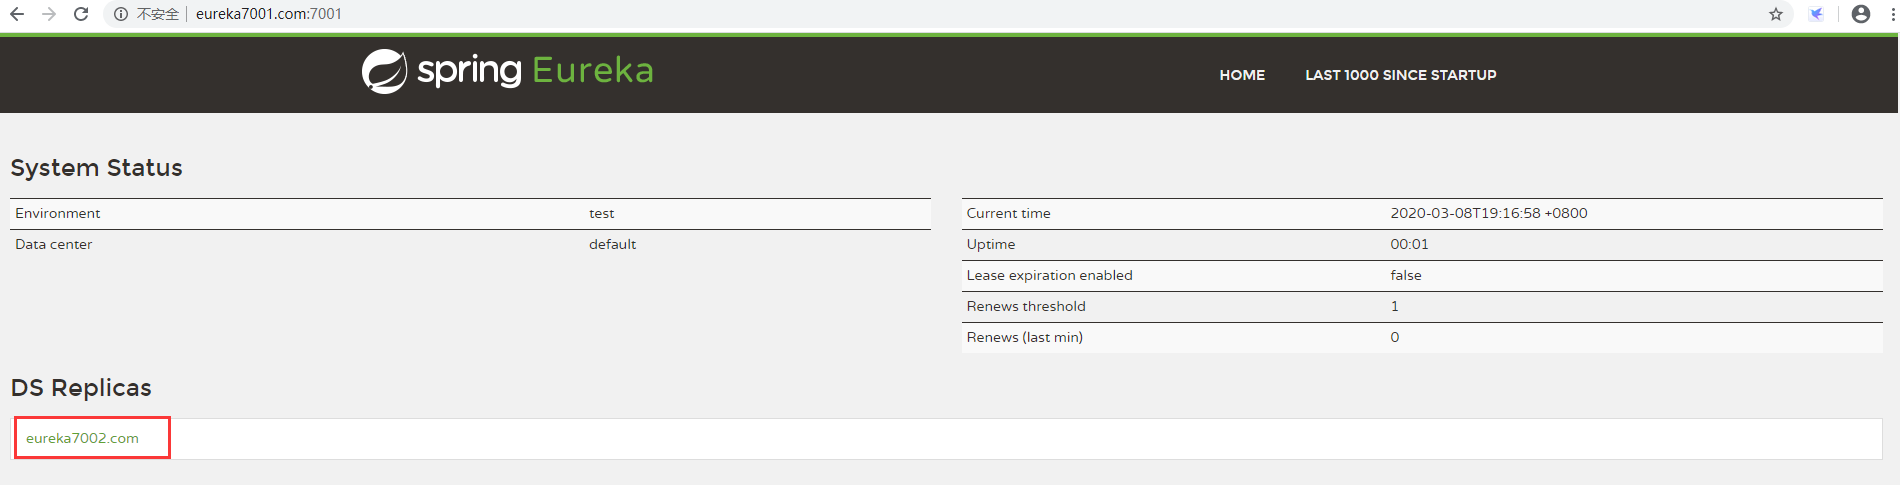 不安全 eureka7001.com:7001
spring Eureka HOME LAST 1000 SINCE STARTUP
System Status
Environment test
Data center default
Current time 2020-03-08T19:16:58 +0800
Uptime 00:01
Lease expiration enabled false
Renews threshold 1
Renews (last min) 0
DS Replicas
eureka7002.com